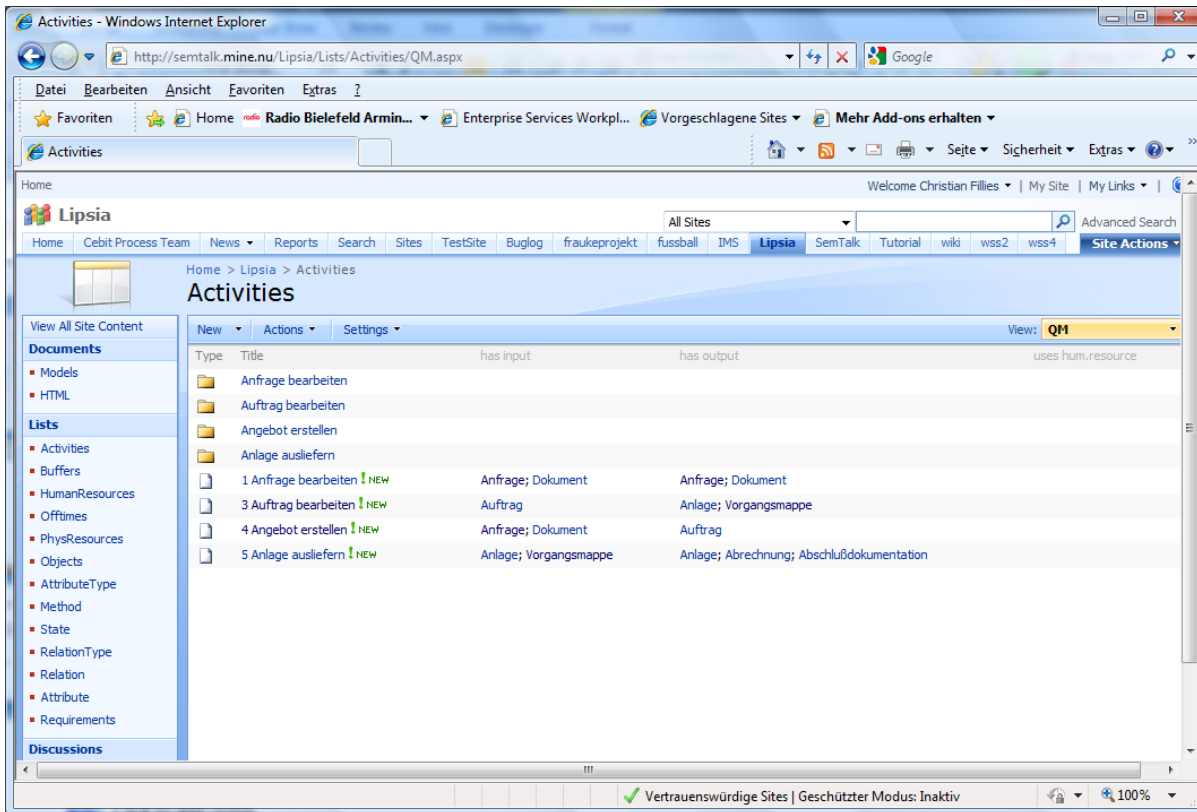 Activities - Windows Internet Explorer
http://semtalk.mine.nu/Lipsia/Lists/Activities/QM.aspx Google
Datei Bearbeiten Ansicht Favoriten Extras ?
Favoriten Home radio Radio Bielefeld Armin... Enterprise Services Workpl... Vorgeschlagene Sites Mehr Add-ons erhalten
Activities Seite Sicherheit Extras
Home Welcome Christian Fillies My Site | My Links
Lipsia All Sites Advanced Search
Home Cebit Process Team News Reports Search Sites TestSite Buglog fraukeprojekt fussball IMS Lipsia SemTalk Tutorial wiki wss2 wss4 Site Actions
Home > Lipsia > Activities
Activities
View All Site Content New Actions Settings View: QM
Documents Type Title has input has output uses hum.resource
Models
HTML
Lists
Activities
Buffers
HumanResources
Offtimes
PhysResources
Objects
AttributeType
Method
State
RelationType
Relation
Attribute
Requirements
Discussions
Anfrage bearbeiten
Auftrag bearbeiten
Angebot erstellen
Anlage ausliefern
1 Anfrage bearbeiten ! NEW Anfrage; Dokument Anfrage; Dokument
3 Auftrag bearbeiten ! NEW Auftrag Anlage; Vorgangsmappe
4 Angebot erstellen ! NEW Anfrage; Dokument Auftrag
5 Anlage ausliefern ! NEW Anlage; Vorgangsmappe Anlage; Abrechnung; Abschlußdokumentation
Vertrauenswürdige Sites | Geschützter Modus: Inaktiv 100%